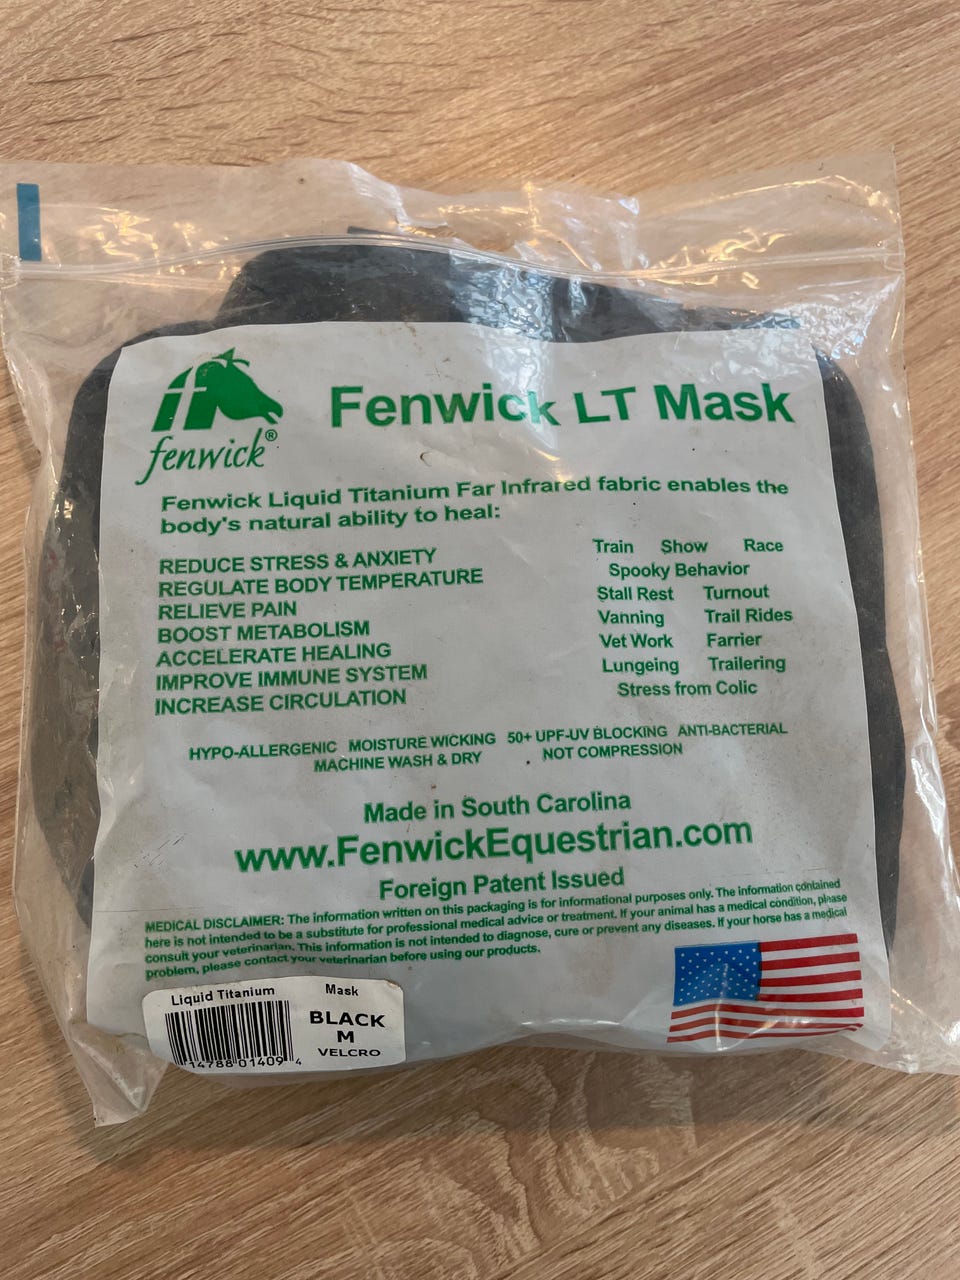 fenwick®
Fenwick LT Mask
Fenwick Liquid Titanium Far Infrared fabric enables the
body's natural ability to heal:
REDUCE STRESS & ANXIETY
REGULATE BODY TEMPERATURE
RELIEVE PAIN
BOOST METABOLISM
ACCELERATE HEALING
IMPROVE IMMUNE SYSTEM
INCREASE CIRCULATION
Train Show Race
Spooky Behavior
Stall Rest Turnout
Vanning Trail Rides
Vet Work Farrier
Lungeing Trailering
Stress from Colic
HYPO-ALLERGENIC MOISTURE WICKING 50+ UPF-UV BLOCKING ANTI-BACTERIAL
MACHINE WASH & DRY NOT COMPRESSION
Made in South Carolina
www.FenwickEquestrian.com
Foreign Patent Issued
MEDICAL DISCLAIMER: The information written on this packaging is for informational purposes only. The information contained
here is not intended to be a substitute for professional medical advice or treatment. If your animal has a medical condition, please
consult your veterinarian. This information is not intended to diagnose, cure or prevent any diseases. If your horse has a medical
problem, please contact your veterinarian before using our products.
Liquid Titanium Mask
BLACK
M
VELCRO
14788 01409 4